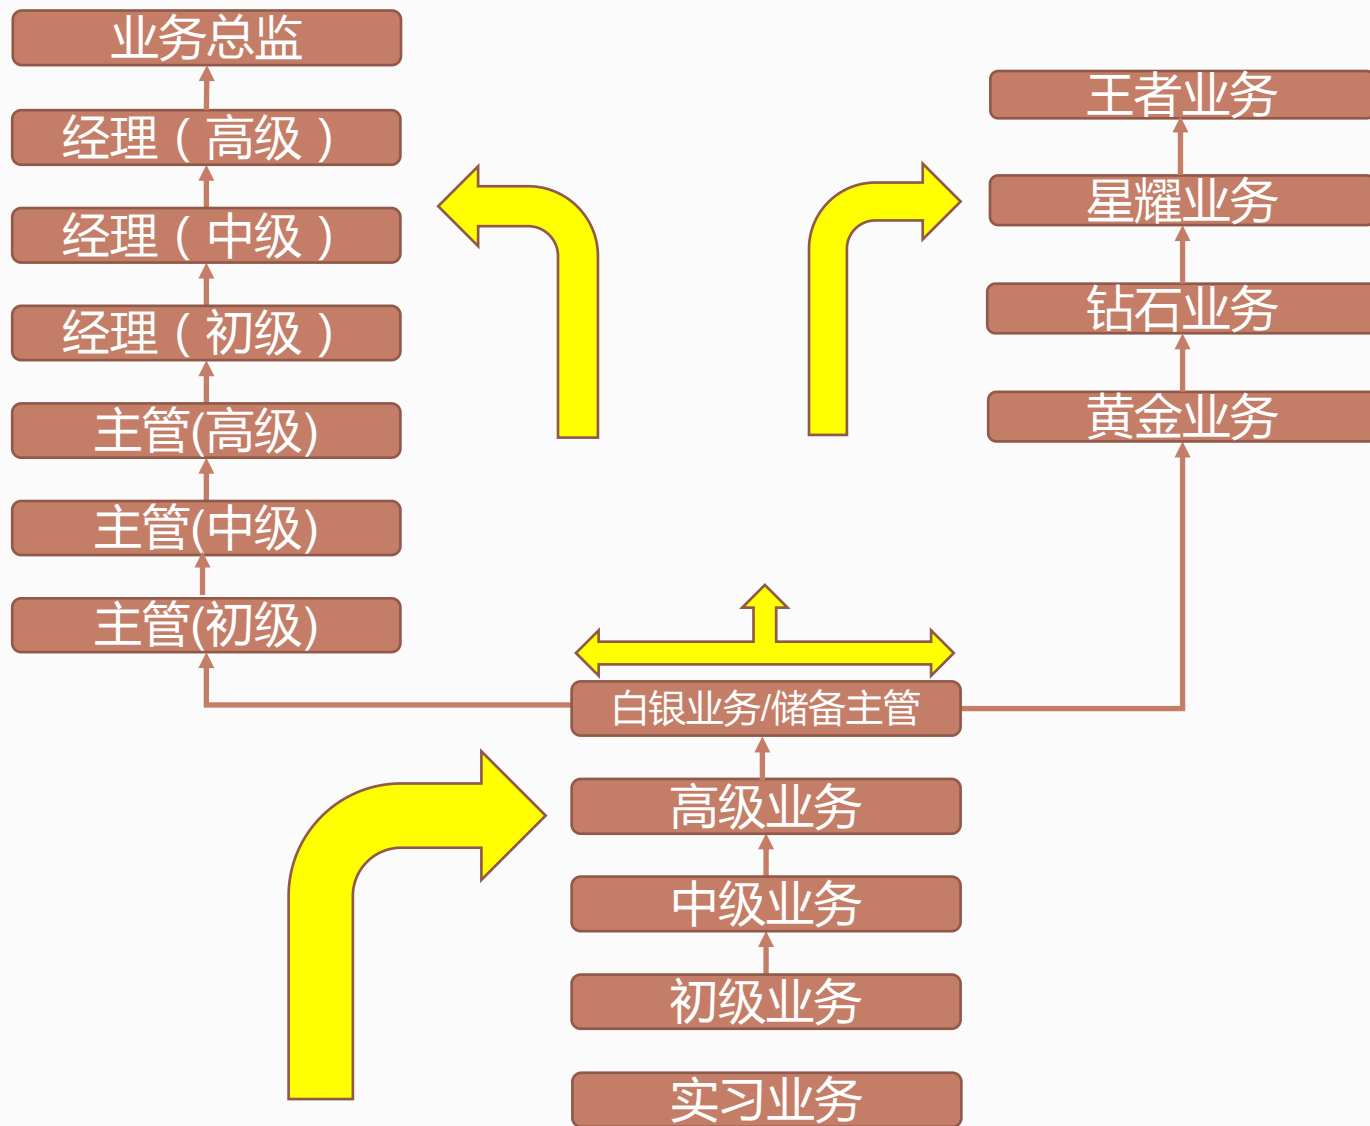 业务总监
经理（高级）
经理（中级）
经理（初级）
主管(高级)
主管(中级)
主管(初级)
王者业务
星耀业务
钻石业务
黄金业务
白银业务/储备主管
高级业务
中级业务
初级业务
实习业务